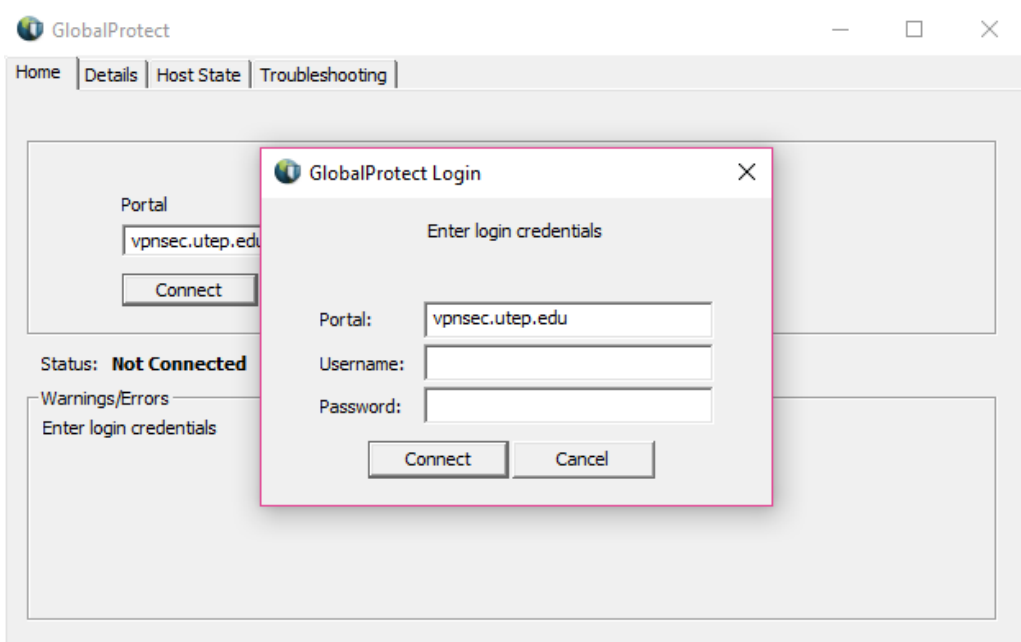 GlobalProtect
Home Details Host State Troubleshooting
Portal
vpnsec.utep.edu
Connect
Status: Not Connected
Warnings/Errors
Enter login credentials
GlobalProtect Login
Enter login credentials
Portal: vpnsec.utep.edu
Username:
Password:
Connect Cancel